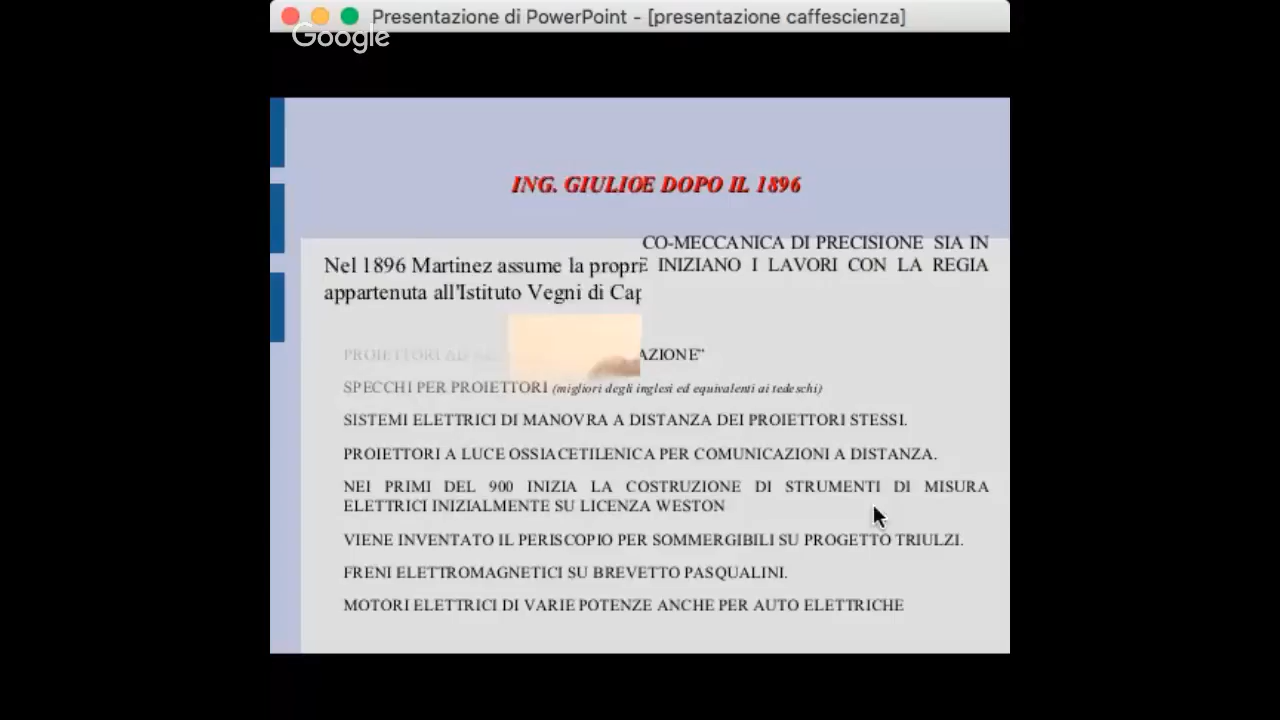 Presentazione di PowerPoint - [presentazione caffescienza]
Google
ING. GIULIOE DOPO IL 1896
CO-MECCANICA DI PRECISIONE SIA IN
Nel 1896 Martinez assume la propri
E INIZIANO I LAVORI CON LA REGIA
appartenuta all'Istituto Vegni di Cap
PROIETTORI AD
AZIONE"
SPECCHI PER PROIETTORI (migliori degli inglesi ed equivalenti ai tedeschi)
SISTEMI ELETTRICI DI MANOVRA A DISTANZA DEI PROIETTORI STESSI.
PROIETTORI A LUCE OSSIACETILENICA PER COMUNICAZIONI A DISTANZA.
NEI PRIMI DEL 900 INIZIA LA COSTRUZIONE DI STRUMENTI DI MISURA
ELETTRICI INIZIALMENTE SU LICENZA WESTON
VIENE INVENTATO IL PERISCOPIO PER SOMMERGIBILI SU PROGETTO TRIULZI.
FRENI ELETTROMAGNETICI SU BREVETTO PASQUALINI.
MOTORI ELETTRICI DI VARIE POTENZE ANCHE PER AUTO ELETTRICHE